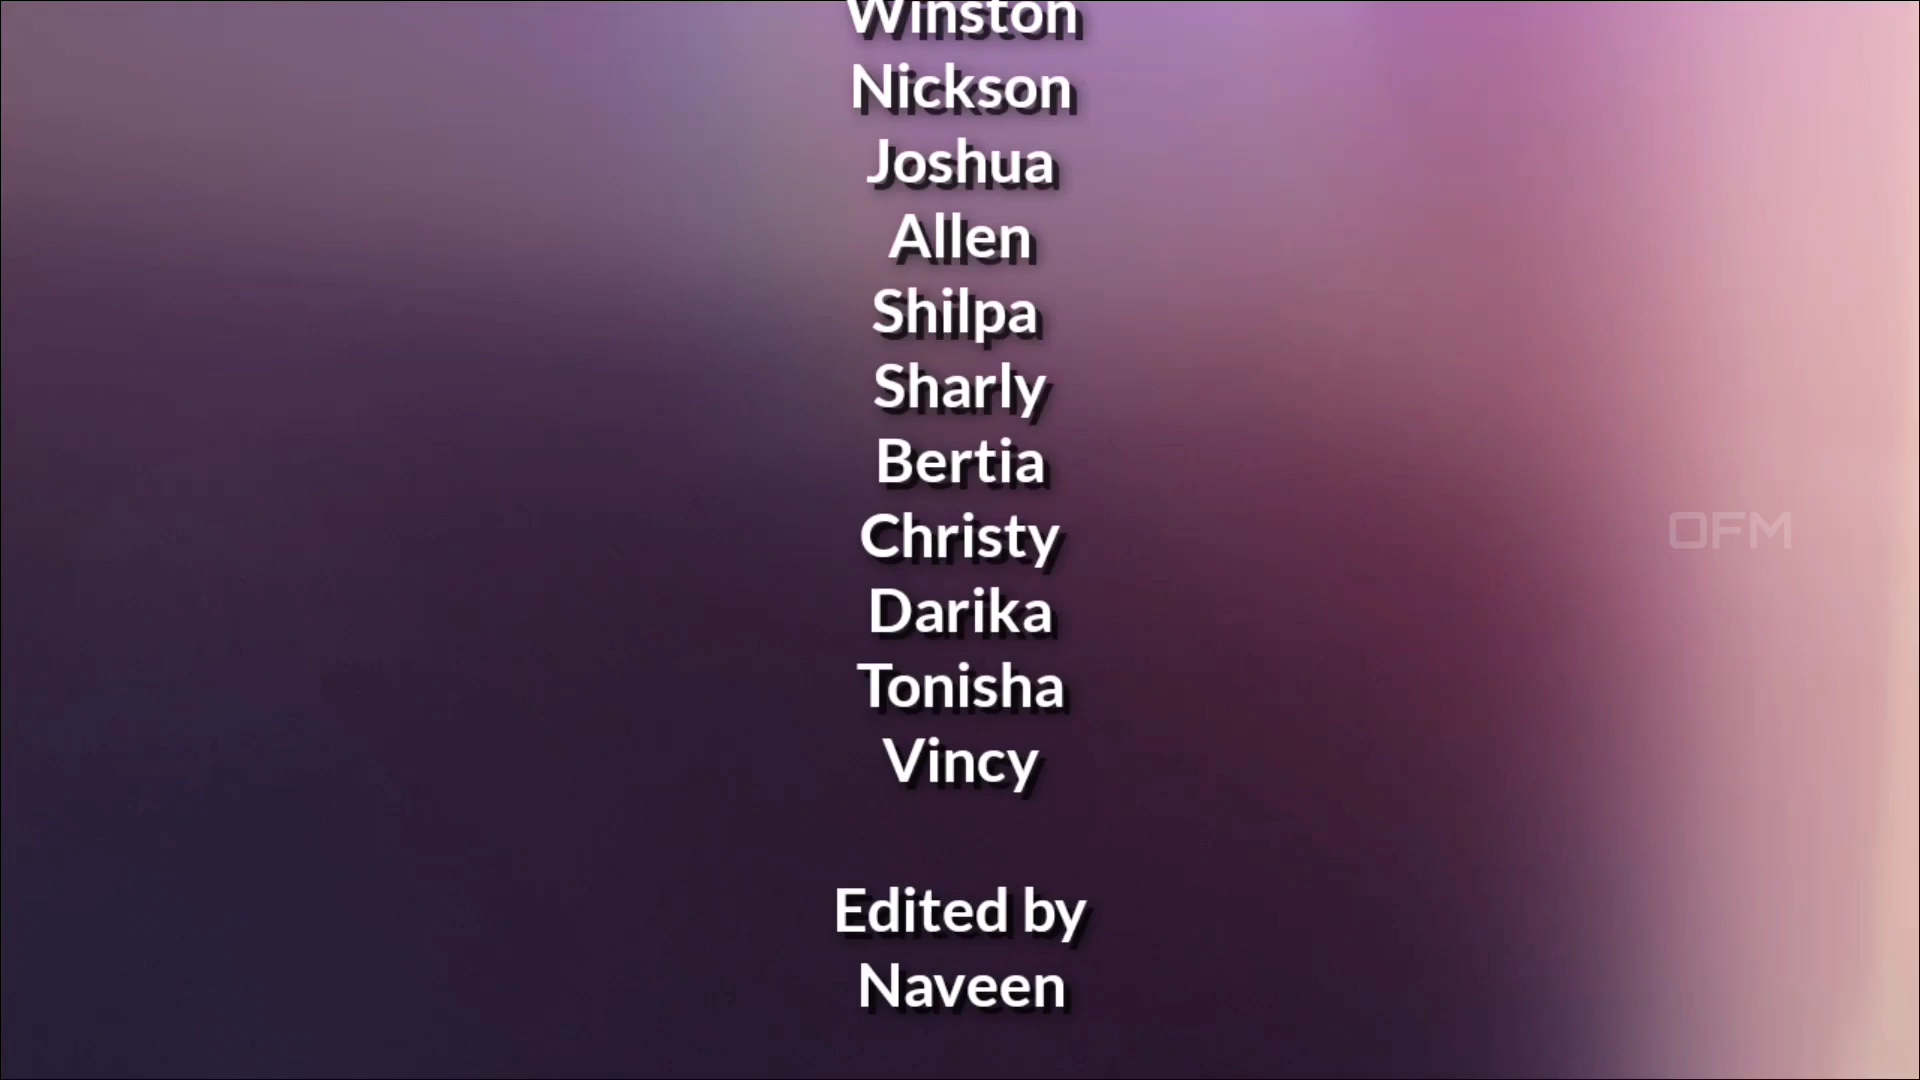 Winston
Nickson
Joshua
Allen
Shilpa
Sharly
Bertia
Christy
Darika
Tonisha
Vincy
OFM
Edited by
Naveen